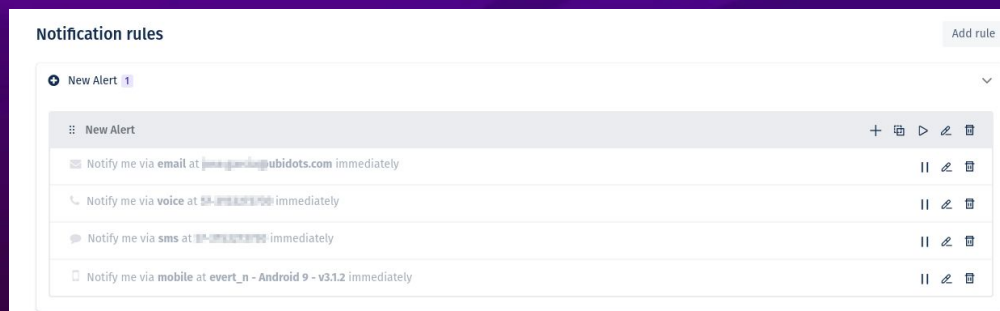 Notification rules
Add rule
New Alert 1
New Alert
Notify me via email at ubidots.com immediately
Notify me via voice at immediately
Notify me via sms at immediately
Notify me via mobile at evert_n - Android 9 - v3.1.2 immediately